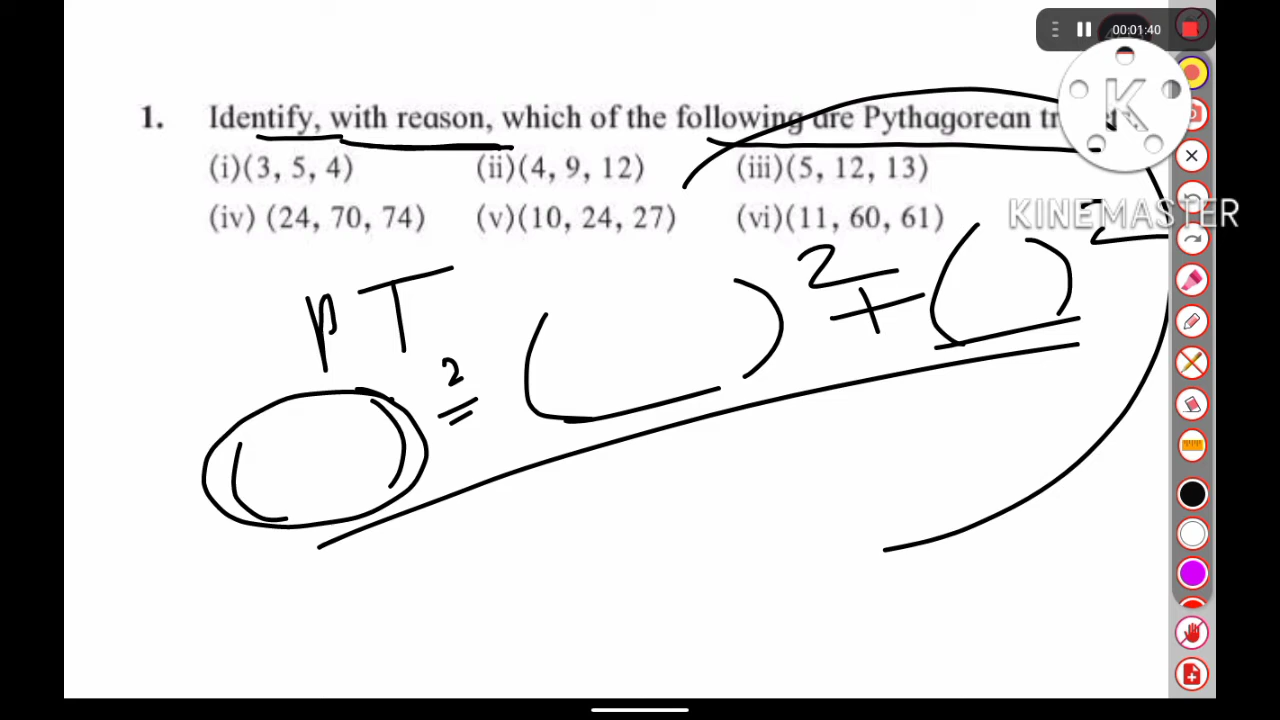 00:01:40
1. Identify, with reason, which of the following are Pythagorean
(i)(3, 5, 4) (ii)(4, 9, 12) (iii)(5, 12, 13)
(iv) (24, 70, 74) (v)(10, 24, 27) (vi)(11, 60, 61)
KINEMASTER
PT
( )² = ( )² + ( )²